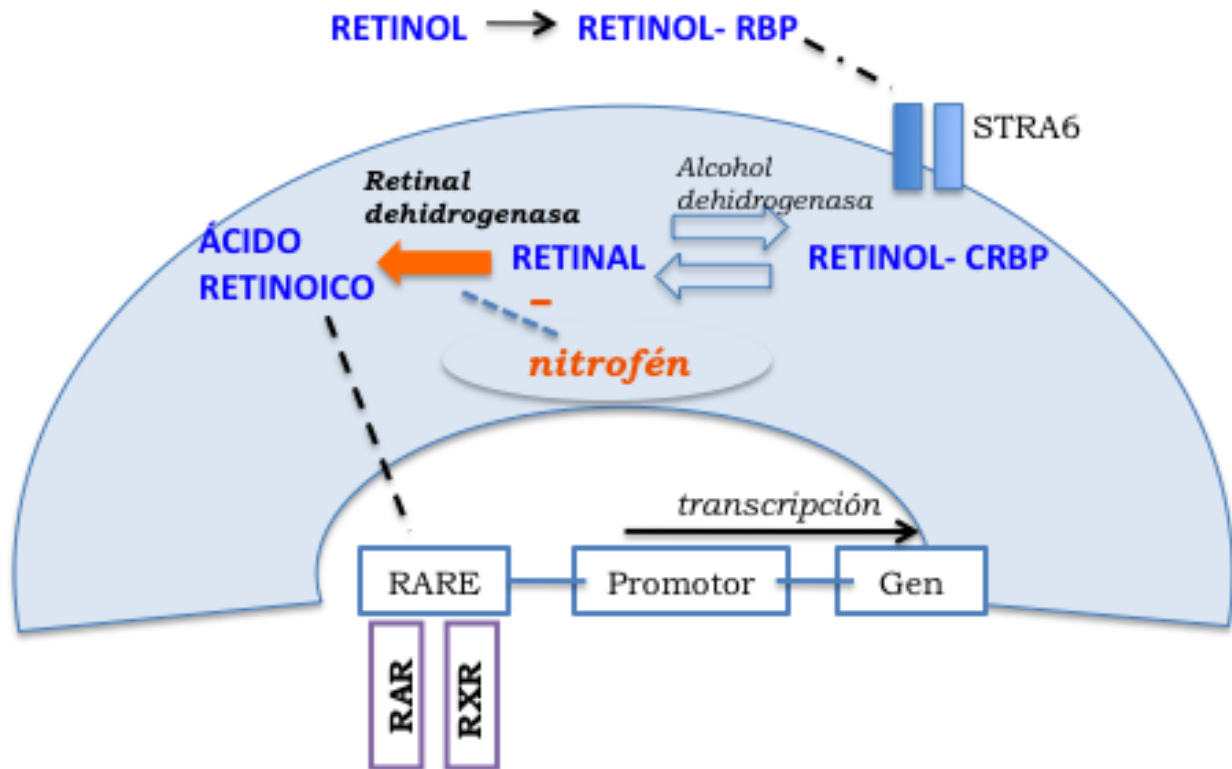 RETINOL
RETINOL- RBP
STRA6
Retinal
dehidrogenasa
Alcohol
dehidrogenasa
ÁCIDO
RETINOICO
RETINAL
RETINOL- CRBP
–
nitrofén
transcripción
RARE
Promotor
Gen
RAR
RXR